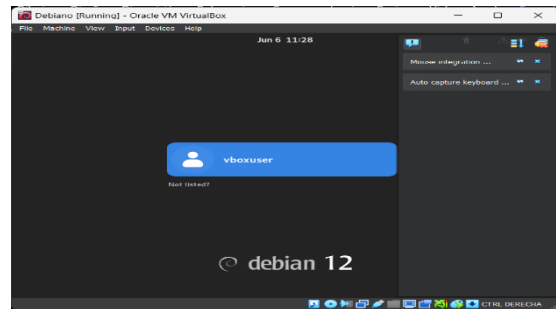 Debiano [Running] - Oracle VM VirtualBox
File Machine View Input Devices Help
Jun 6 11:28
Mouse integration ...
Auto capture keyboard ...
vboxuser
Not listed?
debian 12
CTRL DERECHA